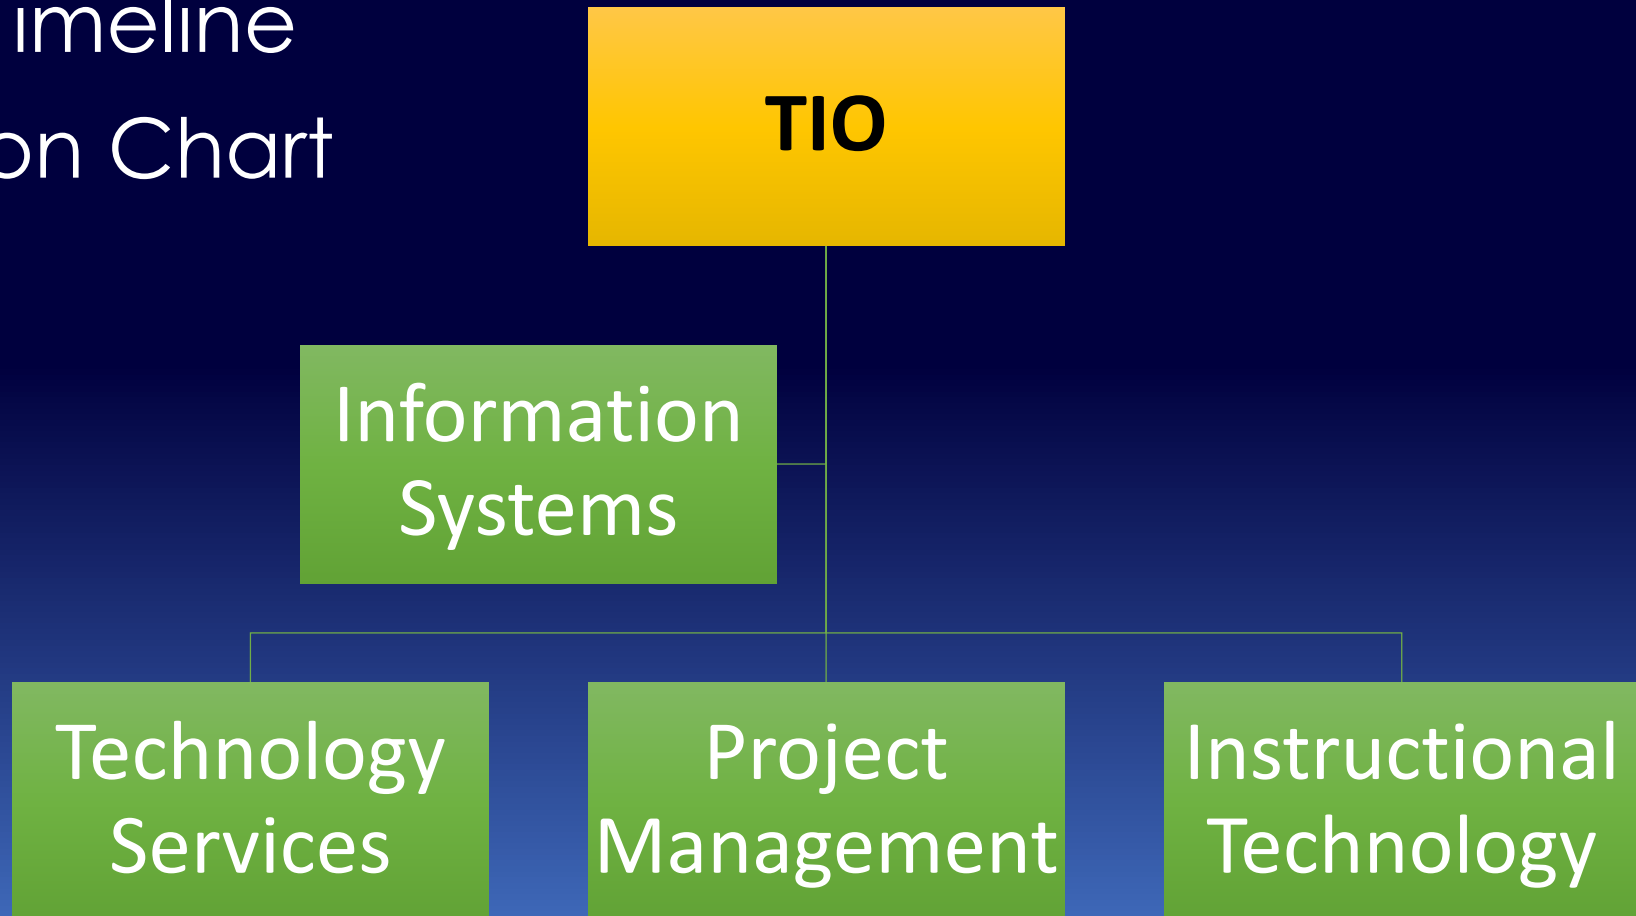 imeline
on Chart
TIO
Information
Systems
Technology
Services
Project
Management
Instructional
Technology